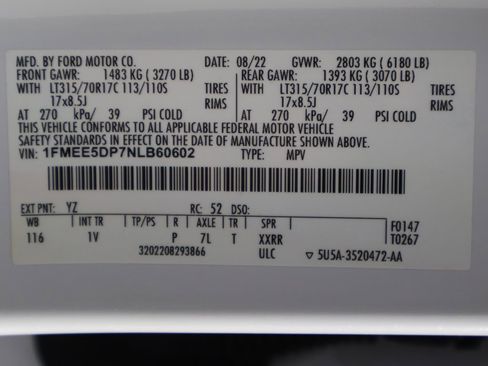 MFD. BY FORD MOTOR CO. DATE: 08/22 GVWR: 2803 KG ( 6180 LB)
FRONT GAWR: 1483 KG ( 3270 LB) REAR GAWR: 1393 KG ( 3070 LB)
WITH LT315/70R17C 113/110S TIRES WITH LT315/70R17C 113/110S TIRES
17x8.5J RIMS 17x8.5J RIMS
AT 270 kPa/ 39 PSI COLD AT 270 kPa/ 39 PSI COLD
THIS VEHICLE CONFORMS TO ALL APPLICABLE FEDERAL MOTOR VEHICLE
SAFETY STANDARDS IN EFFECT ON THE DATE OF MANUFACTURE SHOWN ABOVE.
VIN: 1FMEE5DP7NLB60602 TYPE: MPV
EXT PNT: YZ RC: 52 DSO:
WB INT TR TP/PS R AXLE TR SPR F0147
116 1V P 7L T XXRR T0267
3202208293866 ULC 5U5A-3520472-AA